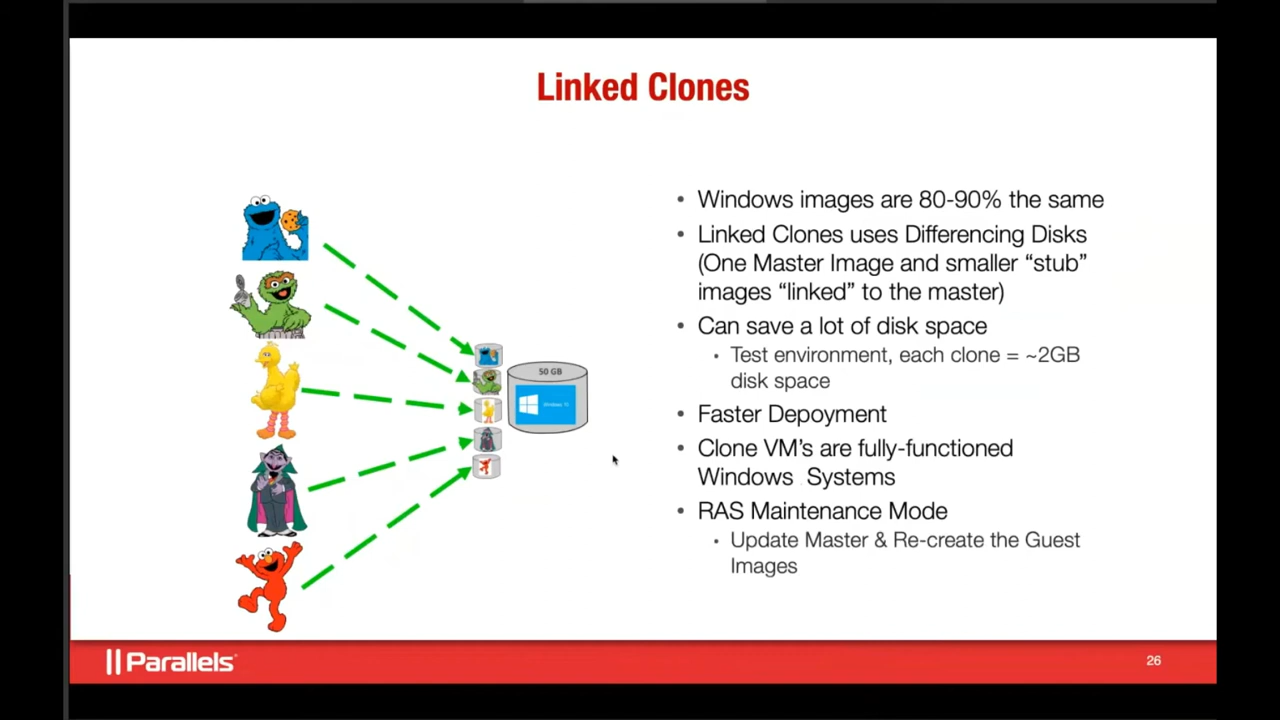 Linked Clones
• Windows images are 80-90% the same
• Linked Clones uses Differencing Disks
(One Master Image and smaller “stub”
images “linked” to the master)
• Can save a lot of disk space
• Test environment, each clone = ~2GB
disk space
• Faster Depoyment
• Clone VM’s are fully-functioned
Windows Systems
• RAS Maintenance Mode
• Update Master & Re-create the Guest
Images
50 GB
Windows 10
Parallels
26